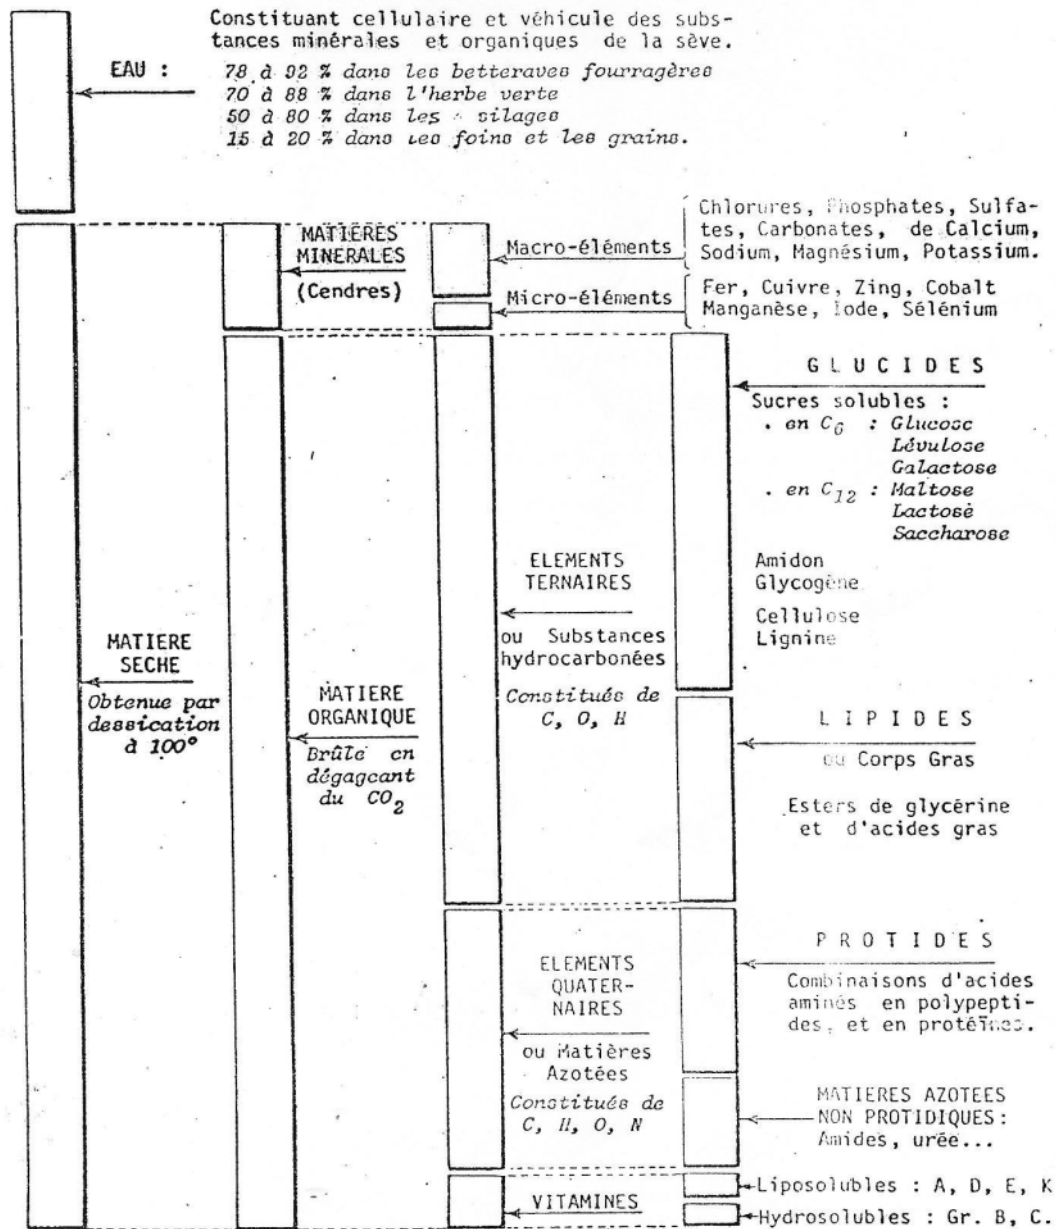 Constituant cellulaire et véhicule des subs-
tances minérales et organiques de la sève.
EAU :
78 à 92 % dans les betteraves fourragères
70 à 88 % dans l'herbe verte
50 à 80 % dans les silages
15 à 20 % dans les foins et les grains.
MATIERES
MINERALES
(Cendres)
Macro-éléments
Chlorures, Phosphates, Sulfa-
tes, Carbonates, de Calcium,
Sodium, Magnésium, Potassium.
Micro-éléments
Fer, Cuivre, Zing, Cobalt
Manganèse, Iode, Sélénium
GLUCIDES
Sucres solubles :
. en C6 : Glucose
Lévulose
Galactose
. en C12 : Maltose
Lactose
Saccharose
Amidon
Glycogène
Cellulose
Lignine
ELEMENTS
TERNAIRES
ou Substances
hydrocarbonées
Constitués de
C, O, H
MATIERE
SECHE
Obtenue par
dessication
à 100°
MATIERE
ORGANIQUE
Brûle en
dégageant
du CO2
LIPIDES
ou Corps Gras
Esters de glycérine
et d'acides gras
ELEMENTS
QUATER-
NAIRES
ou Matières
Azotées
Constitués de
C, H, O, N
PROTIDES
Combinaisons d'acides
aminés en polypepti-
des, et en protéines.
MATIERES AZOTEES
NON PROTIDIQUES:
Amides, urée...
VITAMINES
Liposolubles : A, D, E, K
Hydrosolubles : Gr. B, C.